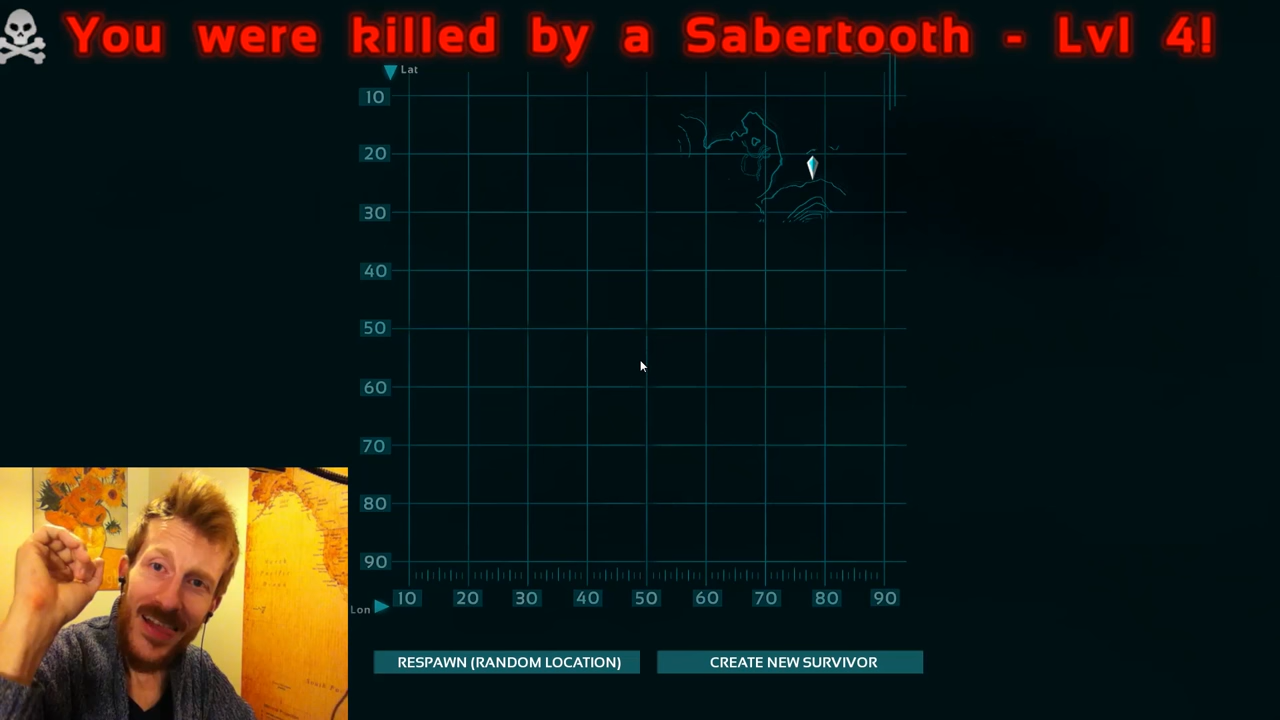 You were killed by a Sabertooth - Lvl 4!
Lat
10
20
30
40
50
60
70
80
90
Lon 10 20 30 40 50 60 70 80 90
RESPAWN (RANDOM LOCATION) CREATE NEW SURVIVOR